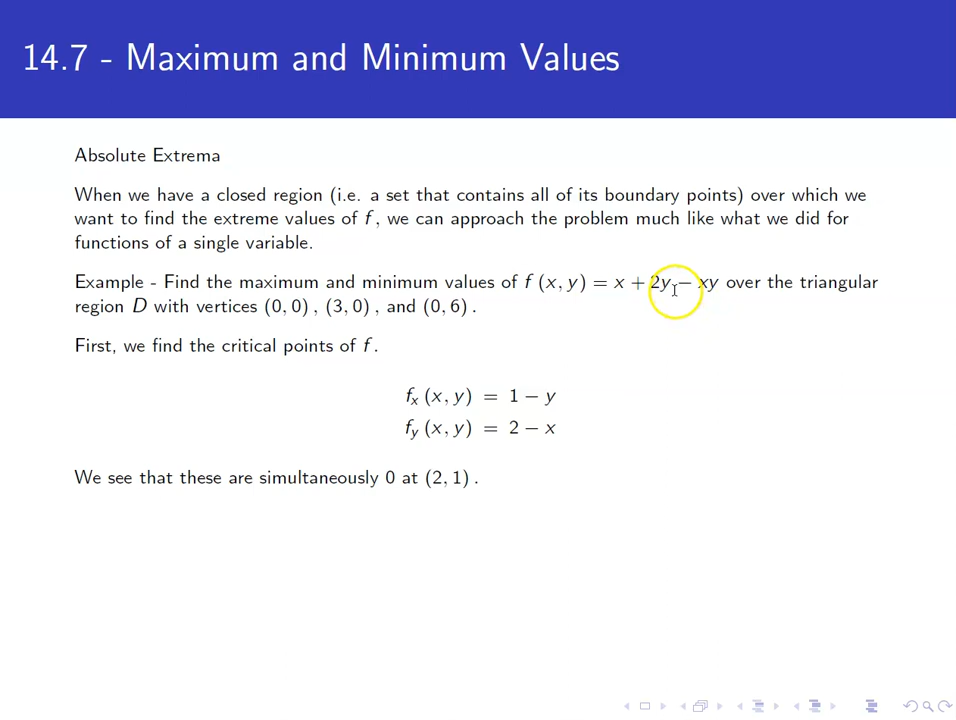 14.7 - Maximum and Minimum Values
Absolute Extrema
When we have a closed region (i.e. a set that contains all of its boundary points) over which we
want to find the extreme values of f, we can approach the problem much like what we did for
functions of a single variable.
Example - Find the maximum and minimum values of f (x, y) = x + 2y − xy over the triangular
region D with vertices (0, 0) , (3, 0) , and (0, 6) .
First, we find the critical points of f.
fₓ (x, y) = 1 − y
f_y (x, y) = 2 − x
We see that these are simultaneously 0 at (2, 1) .